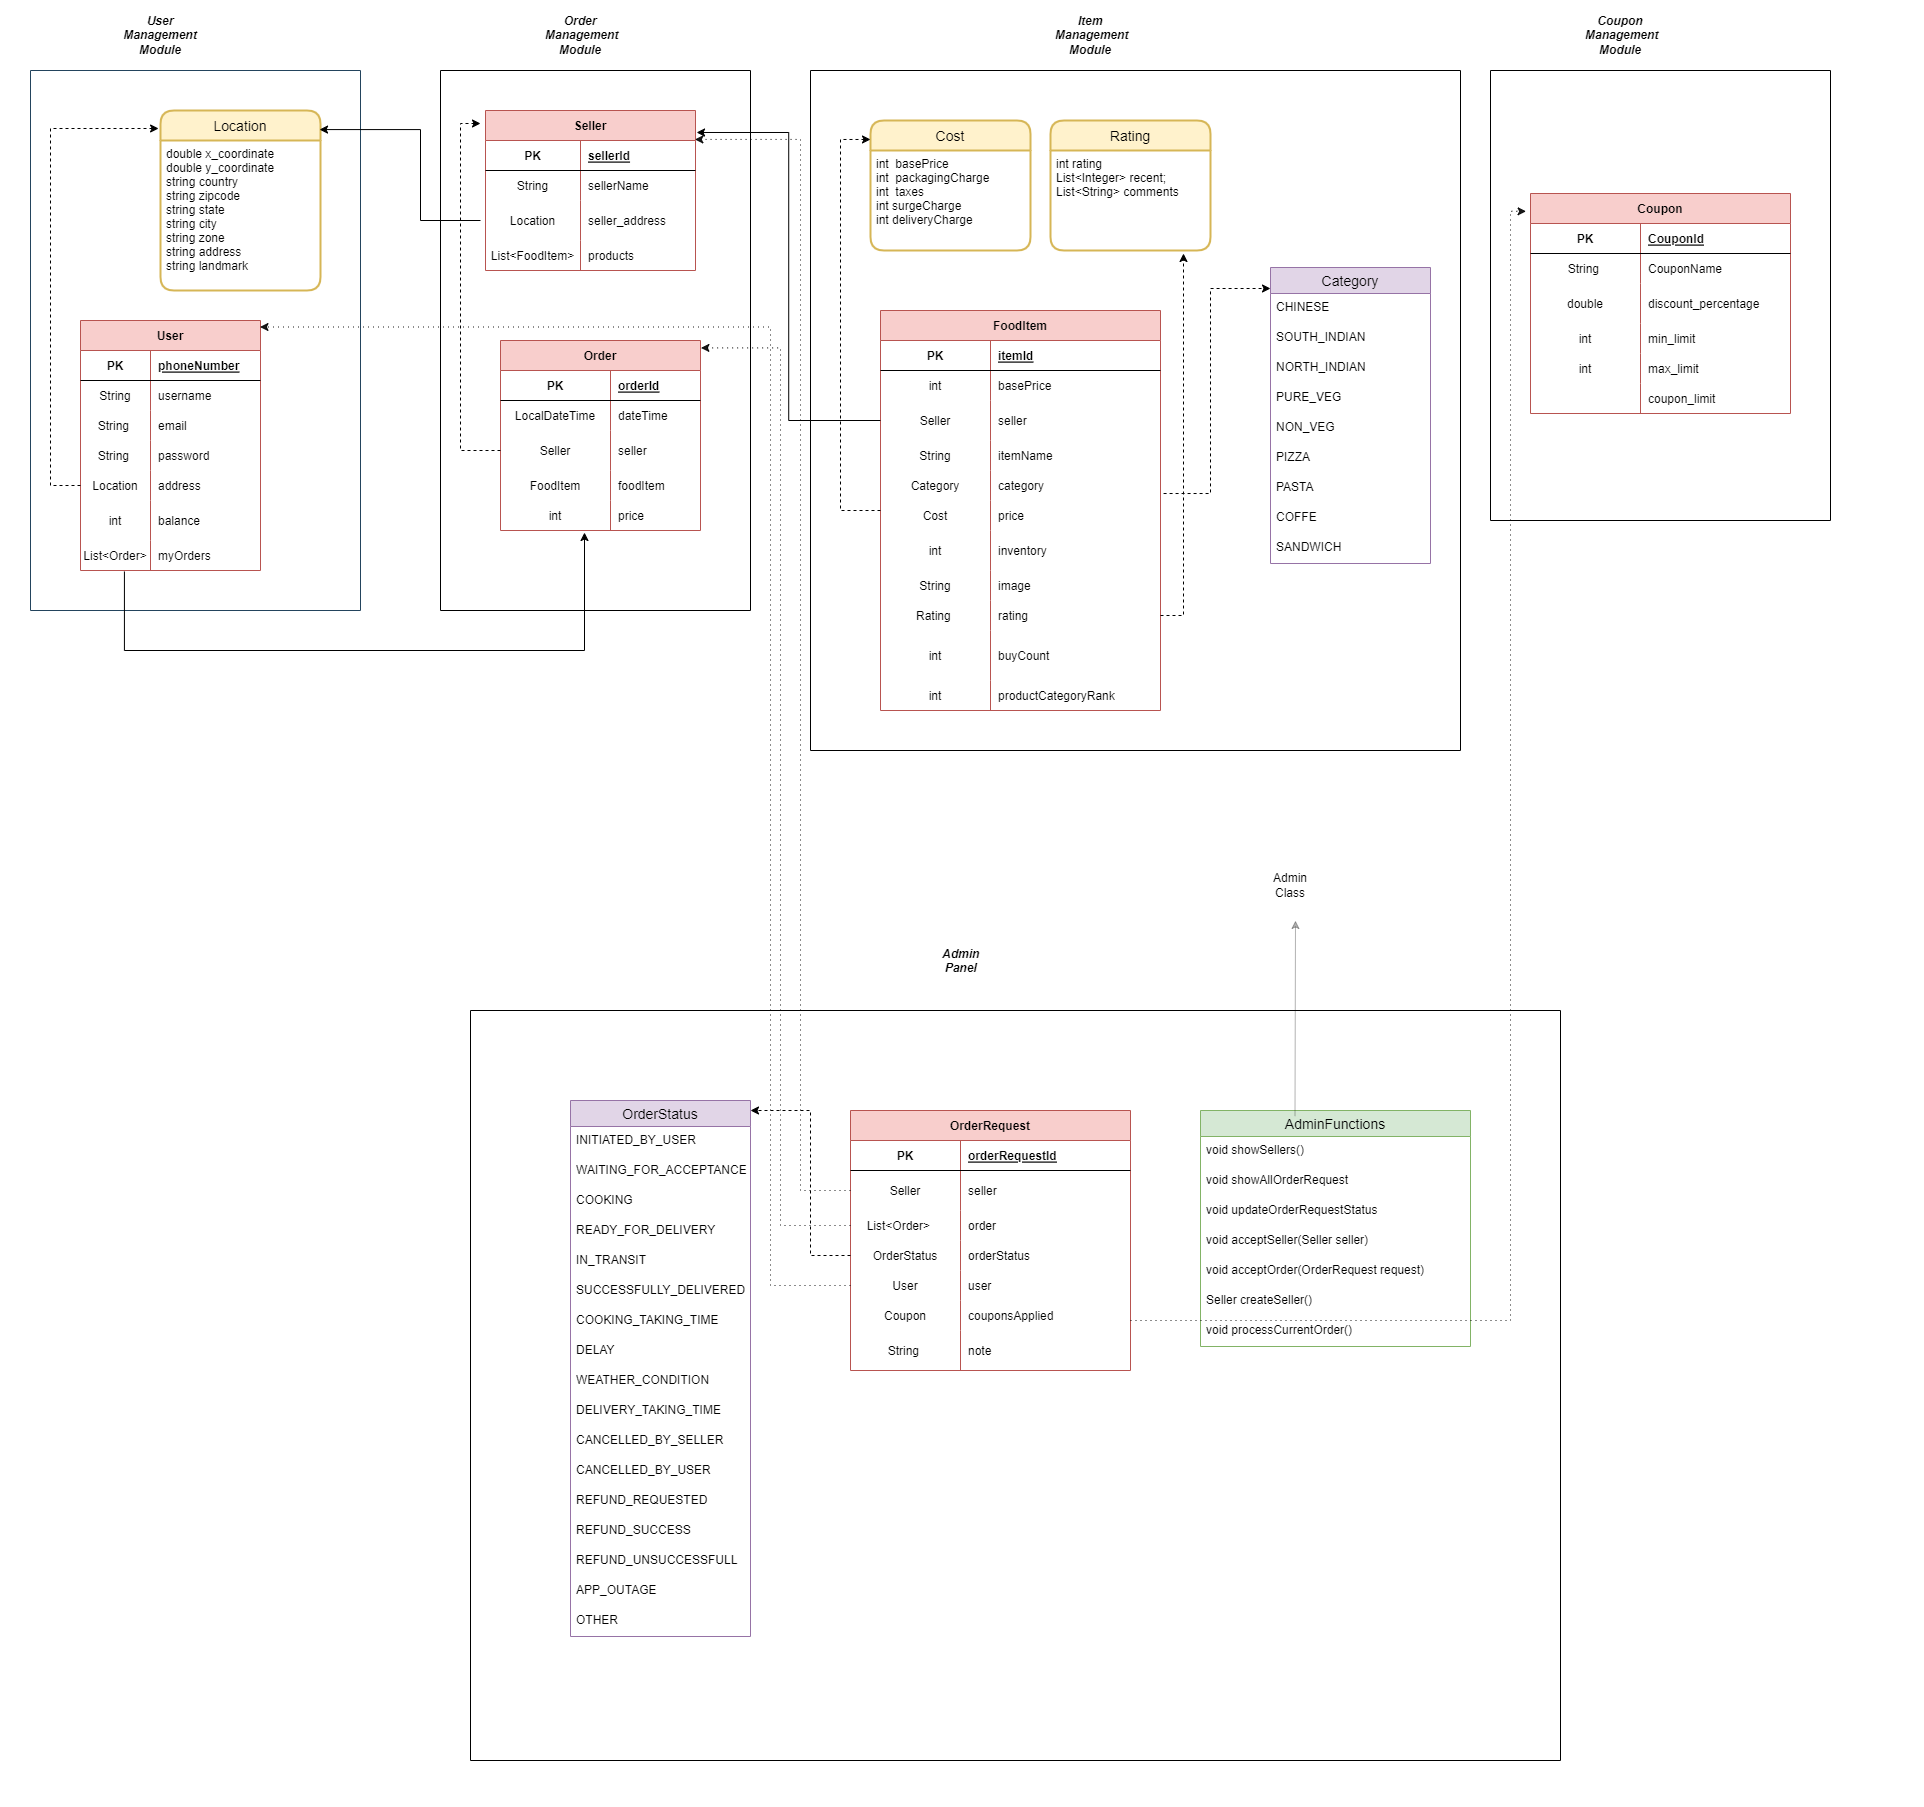 User
Management
Module
Order
Management
Module
Item
Management
Module
Coupon
Management
Module
Location
double x_coordinate
double y_coordinate
string country
string zipcode
string state
string city
string zone
string address
string landmark
User
PK phoneNumber
String username
String email
String password
Location address
int balance
List<Order> myOrders
Seller
PK sellerId
String sellerName
Location seller_address
List<FoodItem> products
Order
PK orderId
LocalDateTime dateTime
Seller seller
FoodItem foodItem
int price
Cost
int basePrice
int packagingCharge
int taxes
int surgeCharge
int deliveryCharge
Rating
int rating
List<Integer> recent;
List<String> comments
FoodItem
PK itemId
int basePrice
Seller seller
String itemName
Category category
Cost price
int inventory
String image
Rating rating
int buyCount
int productCategoryRank
Category
CHINESE
SOUTH_INDIAN
NORTH_INDIAN
PURE_VEG
NON_VEG
PIZZA
PASTA
COFFE
SANDWICH
Coupon
PK CouponId
String CouponName
double discount_percentage
int min_limit
int max_limit
coupon_limit
Admin
Class
Admin
Panel
OrderStatus
INITIATED_BY_USER
WAITING_FOR_ACCEPTANCE
COOKING
READY_FOR_DELIVERY
IN_TRANSIT
SUCCESSFULLY_DELIVERED
COOKING_TAKING_TIME
DELAY
WEATHER_CONDITION
DELIVERY_TAKING_TIME
CANCELLED_BY_SELLER
CANCELLED_BY_USER
REFUND_REQUESTED
REFUND_SUCCESS
REFUND_UNSUCCESSFULL
APP_OUTAGE
OTHER
OrderRequest
PK orderRequestId
Seller seller
List<Order> order
OrderStatus orderStatus
User user
Coupon couponsApplied
String note
AdminFunctions
void showSellers()
void showAllOrderRequest
void updateOrderRequestStatus
void acceptSeller(Seller seller)
void acceptOrder(OrderRequest request)
Seller createSeller()
void processCurrentOrder()